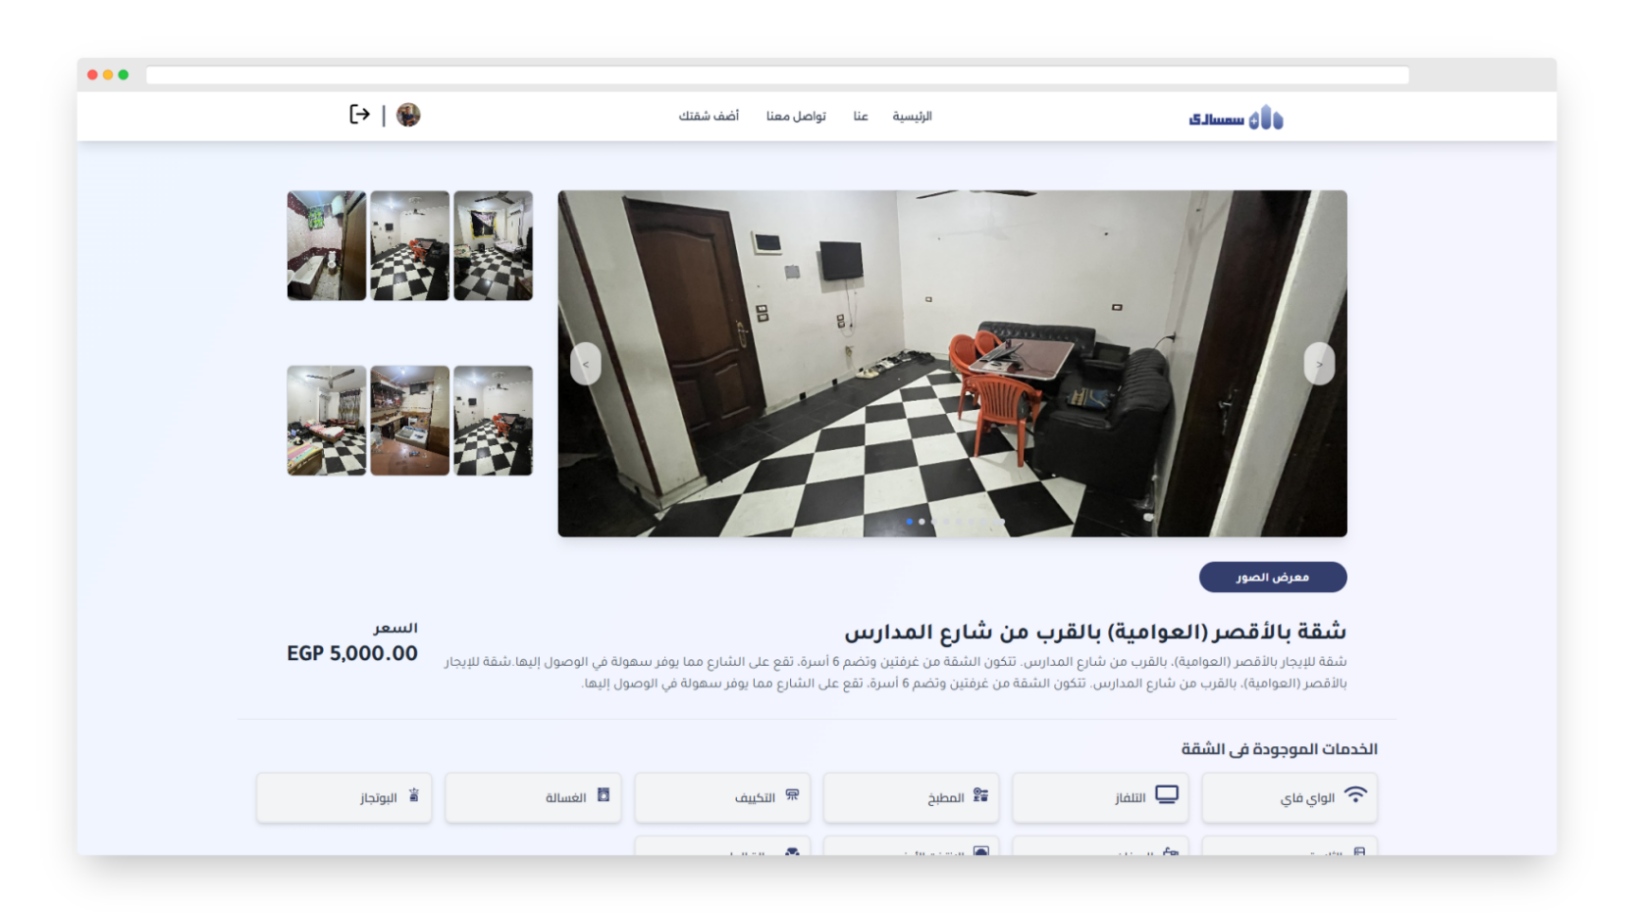 سمساري
الرئيسية
عنا
تواصل معنا
أضف شقتك
معرض الصور
شقة بالأقصر (العوامية) بالقرب من شارع المدارس
شقة للإيجار بالأقصر (العوامية)، بالقرب من شارع المدارس. تتكون الشقة من غرفتين وتضم 6 أسرة، تقع على الشارع مما يوفر سهولة في الوصول إليها.شقة للإيجار
بالأقصر (العوامية)، بالقرب من شارع المدارس. تتكون الشقة من غرفتين وتضم 6 أسرة، تقع على الشارع مما يوفر سهولة في الوصول إليها.
السعر
EGP 5,000.00
الخدمات الموجودة فى الشقة
الواي فاي
التلفاز
المطبخ
التكييف
الغسالة
البوتجاز